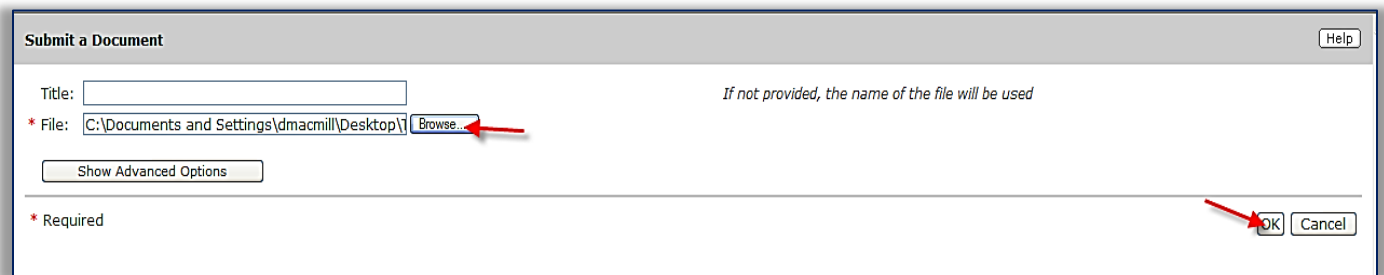 Submit a Document
Help
Title:
If not provided, the name of the file will be used
* File: C:\Documents and Settings\dmacmill\Desktop\ Browse...
Show Advanced Options
* Required
OK Cancel